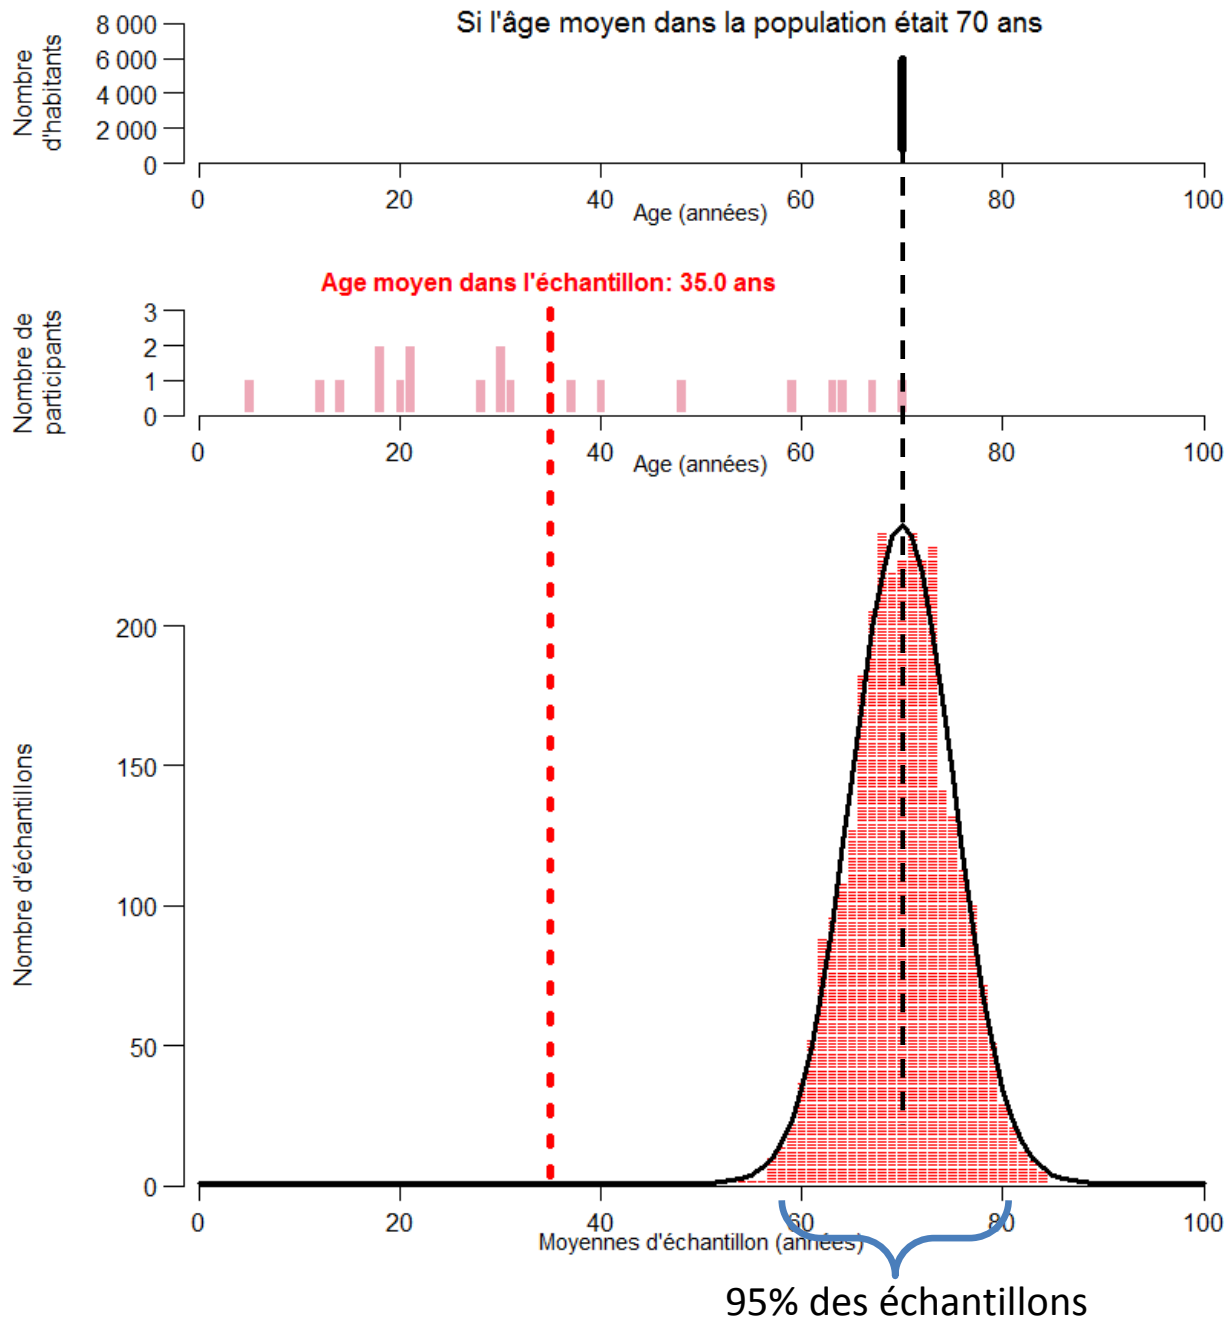 Si l'âge moyen dans la population était 70 ans
Nombre
d'habitants
8 000
6 000
4 000
2 000
0
0 20 40 60 80 100
Age (années)
Age moyen dans l'échantillon: 35.0 ans
Nombre de
participants
3
2
1
0
0 20 40 60 80 100
Age (années)
Nombre d'échantillons
200
150
100
50
0
0 20 40 60 80 100
Moyennes d'échantillon (années)
95% des échantillons